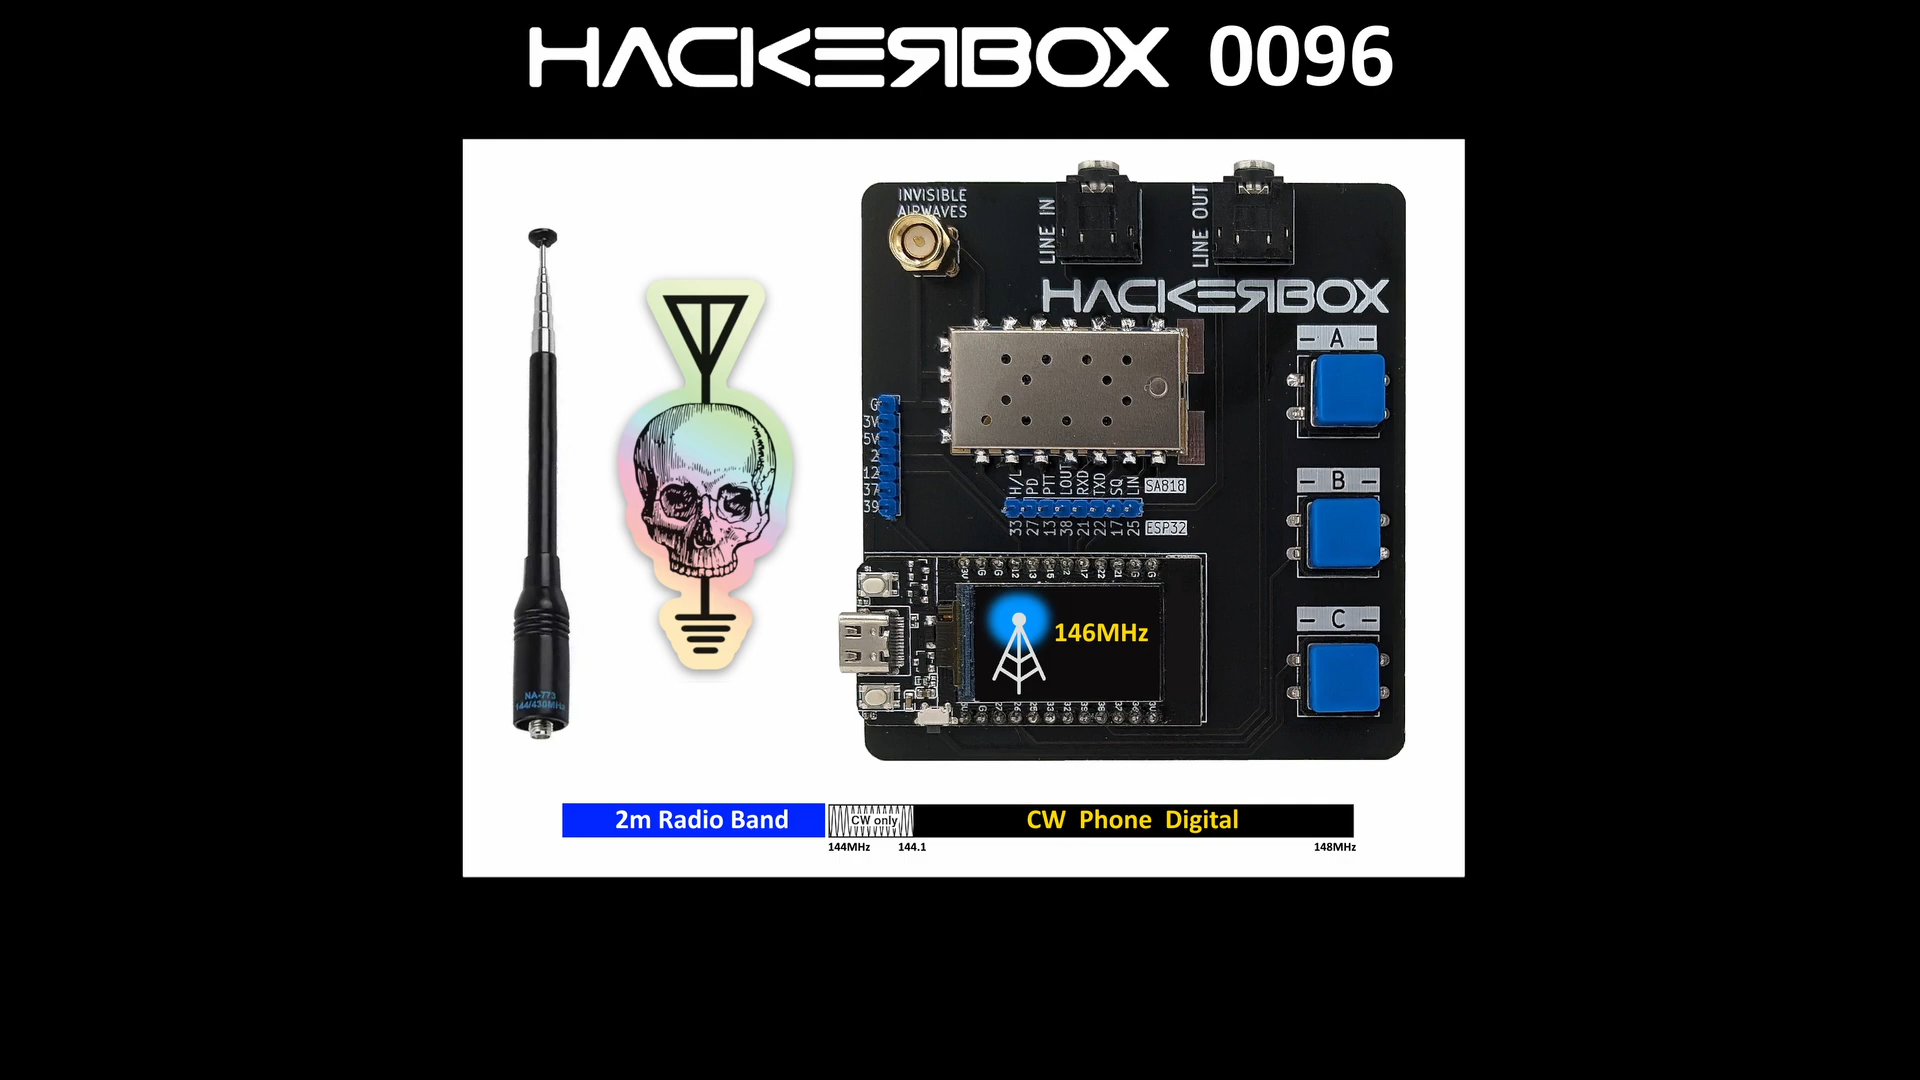 HACKERBOX 0096
INVISIBLE
AIRWAVES
LINE IN
LINE OUT
HACKERBOX
A
B
C
G
3V
5V
2
12
37
39
H/L PD PTT LOUT RXD TXD SQ LIN
SA818
33 27 13 38 21 22 17 25
ESP32
146MHz
NA-773
144/430MHz
2m Radio Band
CW only
CW Phone Digital
144MHz
144.1
148MHz